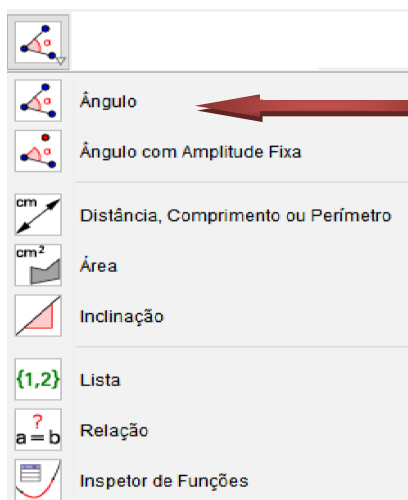 α
α
Ângulo
α
Ângulo com Amplitude Fixa
cm
Distância, Comprimento ou Perímetro
cm²
Área
Inclinação
{1,2}
Lista
?
a = b
Relação
Inspetor de Funções